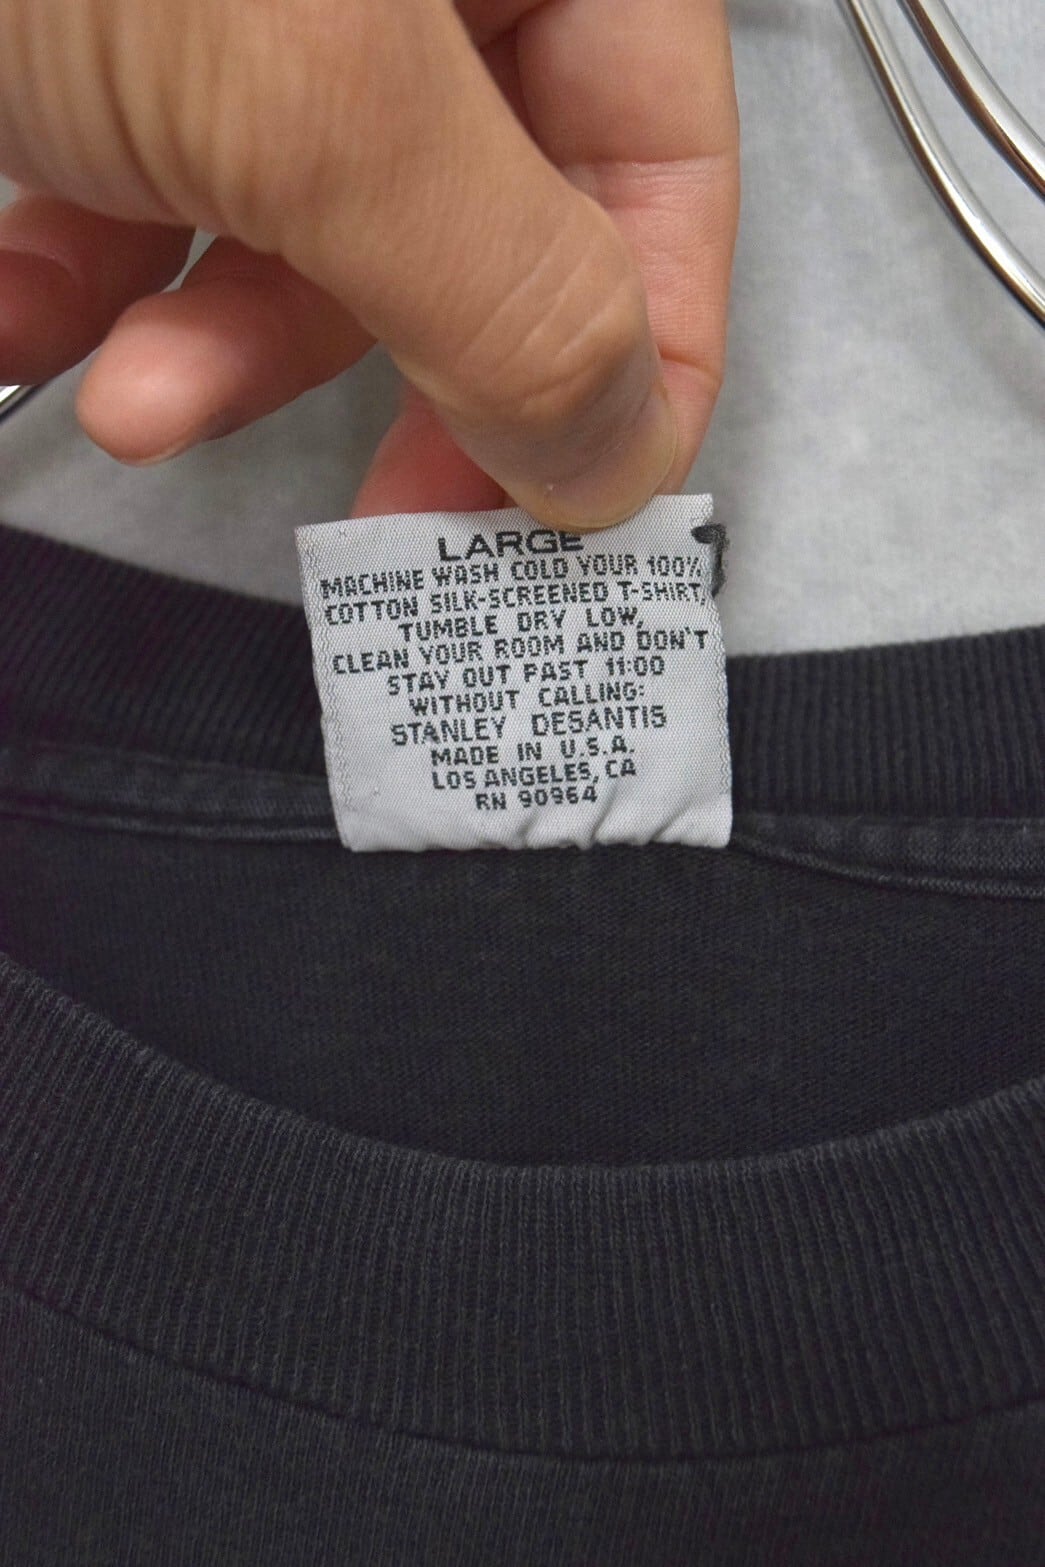 LARGE
MACHINE WASH COLD YOUR 100%
COTTON SILK-SCREENED T-SHIRT,
TUMBLE DRY LOW,
CLEAN YOUR ROOM AND DON'T
STAY OUT PAST 11:00
WITHOUT CALLING:
STANLEY DESANTIS
MADE IN U.S.A.
LOS ANGELES, CA
RN 90964